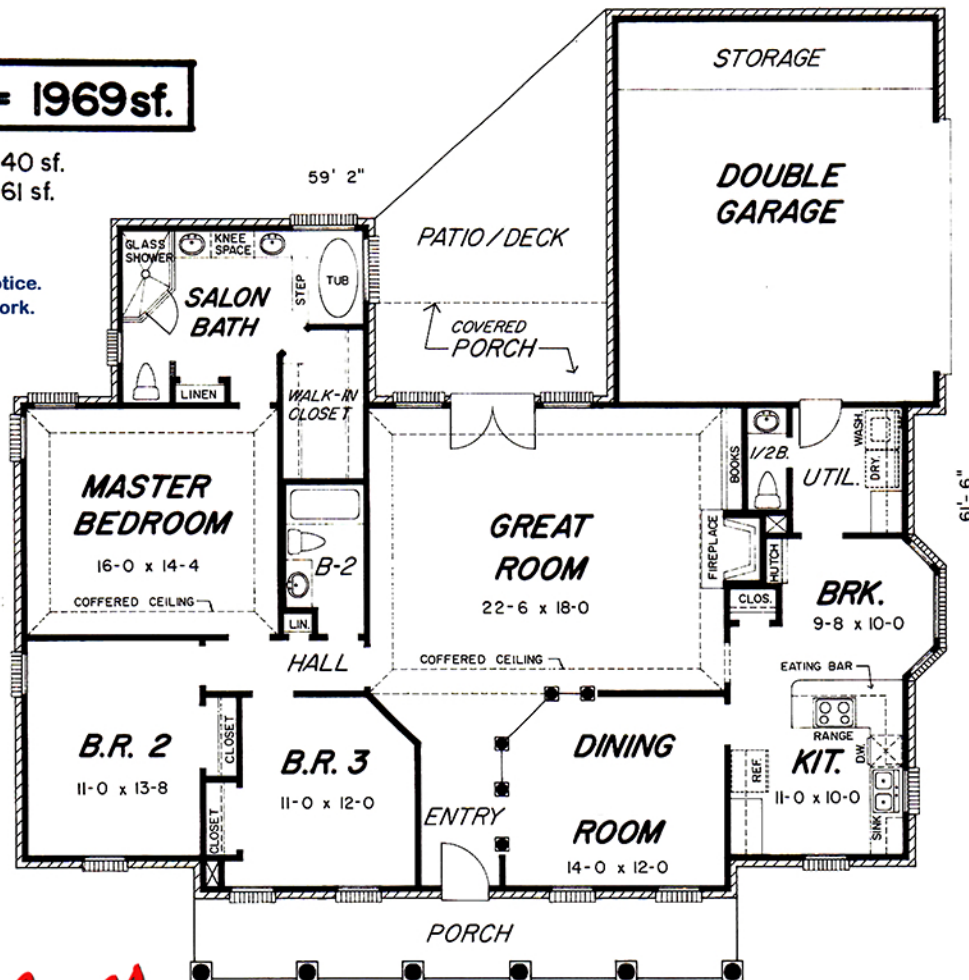 = 1969 sf.
40 sf.
61 sf.
otice.
ork.
59' 2"
STORAGE
DOUBLE
GARAGE
PATIO/DECK
COVERED
PORCH
GLASS
SHOWER
KNEE
SPACE
STEP
TUB
SALON
BATH
LINEN
WALK-IN
CLOSET
MASTER
BEDROOM
16-0 x 14-4
COFFERED CEILING
B-2
LIN.
HALL
GREAT
ROOM
22-6 x 18-0
COFFERED CEILING
BOOKS
FIREPLACE
1/2B.
UTIL.
WASH.
DRY.
HUTCH
CLOS.
BRK.
9-8 x 10-0
61'-6"
EATING BAR
RANGE
D.W.
REF.
KIT.
11-0 x 10-0
SINK
B.R. 2
11-0 x 13-8
CLOSET
CLOSET
B.R. 3
11-0 x 12-0
ENTRY
DINING
ROOM
14-0 x 12-0
PORCH